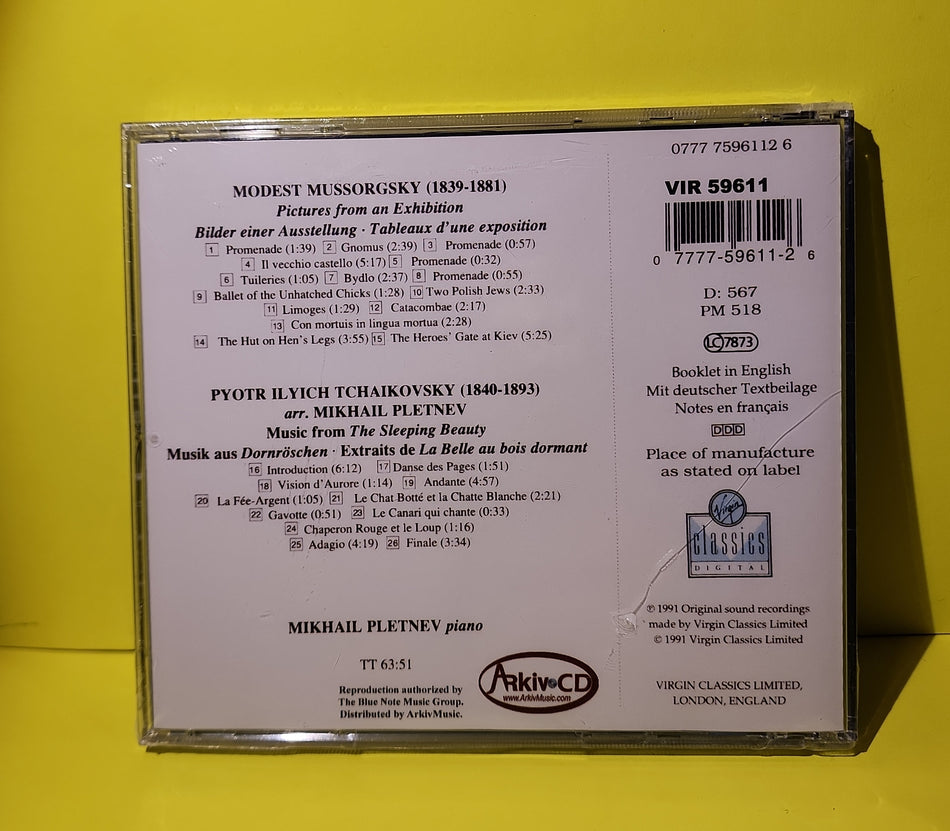 MODEST MUSSORGSKY (1839-1881)
Pictures from an Exhibition
Bilder einer Ausstellung · Tableaux d'une exposition
1 Promenade (1:39) 2 Gnomus (2:39) 3 Promenade (0:57)
4 Il vecchio castello (5:17) 5 Promenade (0:32)
6 Tuileries (1:05) 7 Bydlo (2:37) 8 Promenade (0:55)
9 Ballet of the Unhatched Chicks (1:28) 10 Two Polish Jews (2:33)
11 Limoges (1:29) 12 Catacombae (2:17)
13 Con mortuis in lingua mortua (2:28)
14 The Hut on Hen's Legs (3:55) 15 The Heroes' Gate at Kiev (5:25)
PYOTR ILYICH TCHAIKOVSKY (1840-1893)
arr. MIKHAIL PLETNEV
Music from The Sleeping Beauty
Musik aus Dornröschen · Extraits de La Belle au bois dormant
16 Introduction (6:12) 17 Danse des Pages (1:51)
18 Vision d'Aurore (1:14) 19 Andante (4:57)
20 La Fée-Argent (1:05) 21 Le Chat Botté et la Chatte Blanche (2:21)
22 Gavotte (0:51) 23 Le Canari qui chante (0:33)
24 Chaperon Rouge et le Loup (1:16)
25 Adagio (4:19) 26 Finale (3:34)
MIKHAIL PLETNEV piano
TT 63:51
Reproduction authorized by
The Blue Note Music Group.
Distributed by ArkivMusic.
ARKIV CD
www.ArkivMusic.com
0777 7596112 6
VIR 59611
0 7777-59611-2 6
D: 567
PM 518
LC 7873
Booklet in English
Mit deutscher Textbeilage
Notes en français
DDD
Place of manufacture
as stated on label
Virgin
classics
DIGITAL
℗ 1991 Original sound recordings
made by Virgin Classics Limited
© 1991 Virgin Classics Limited
VIRGIN CLASSICS LIMITED,
LONDON, ENGLAND